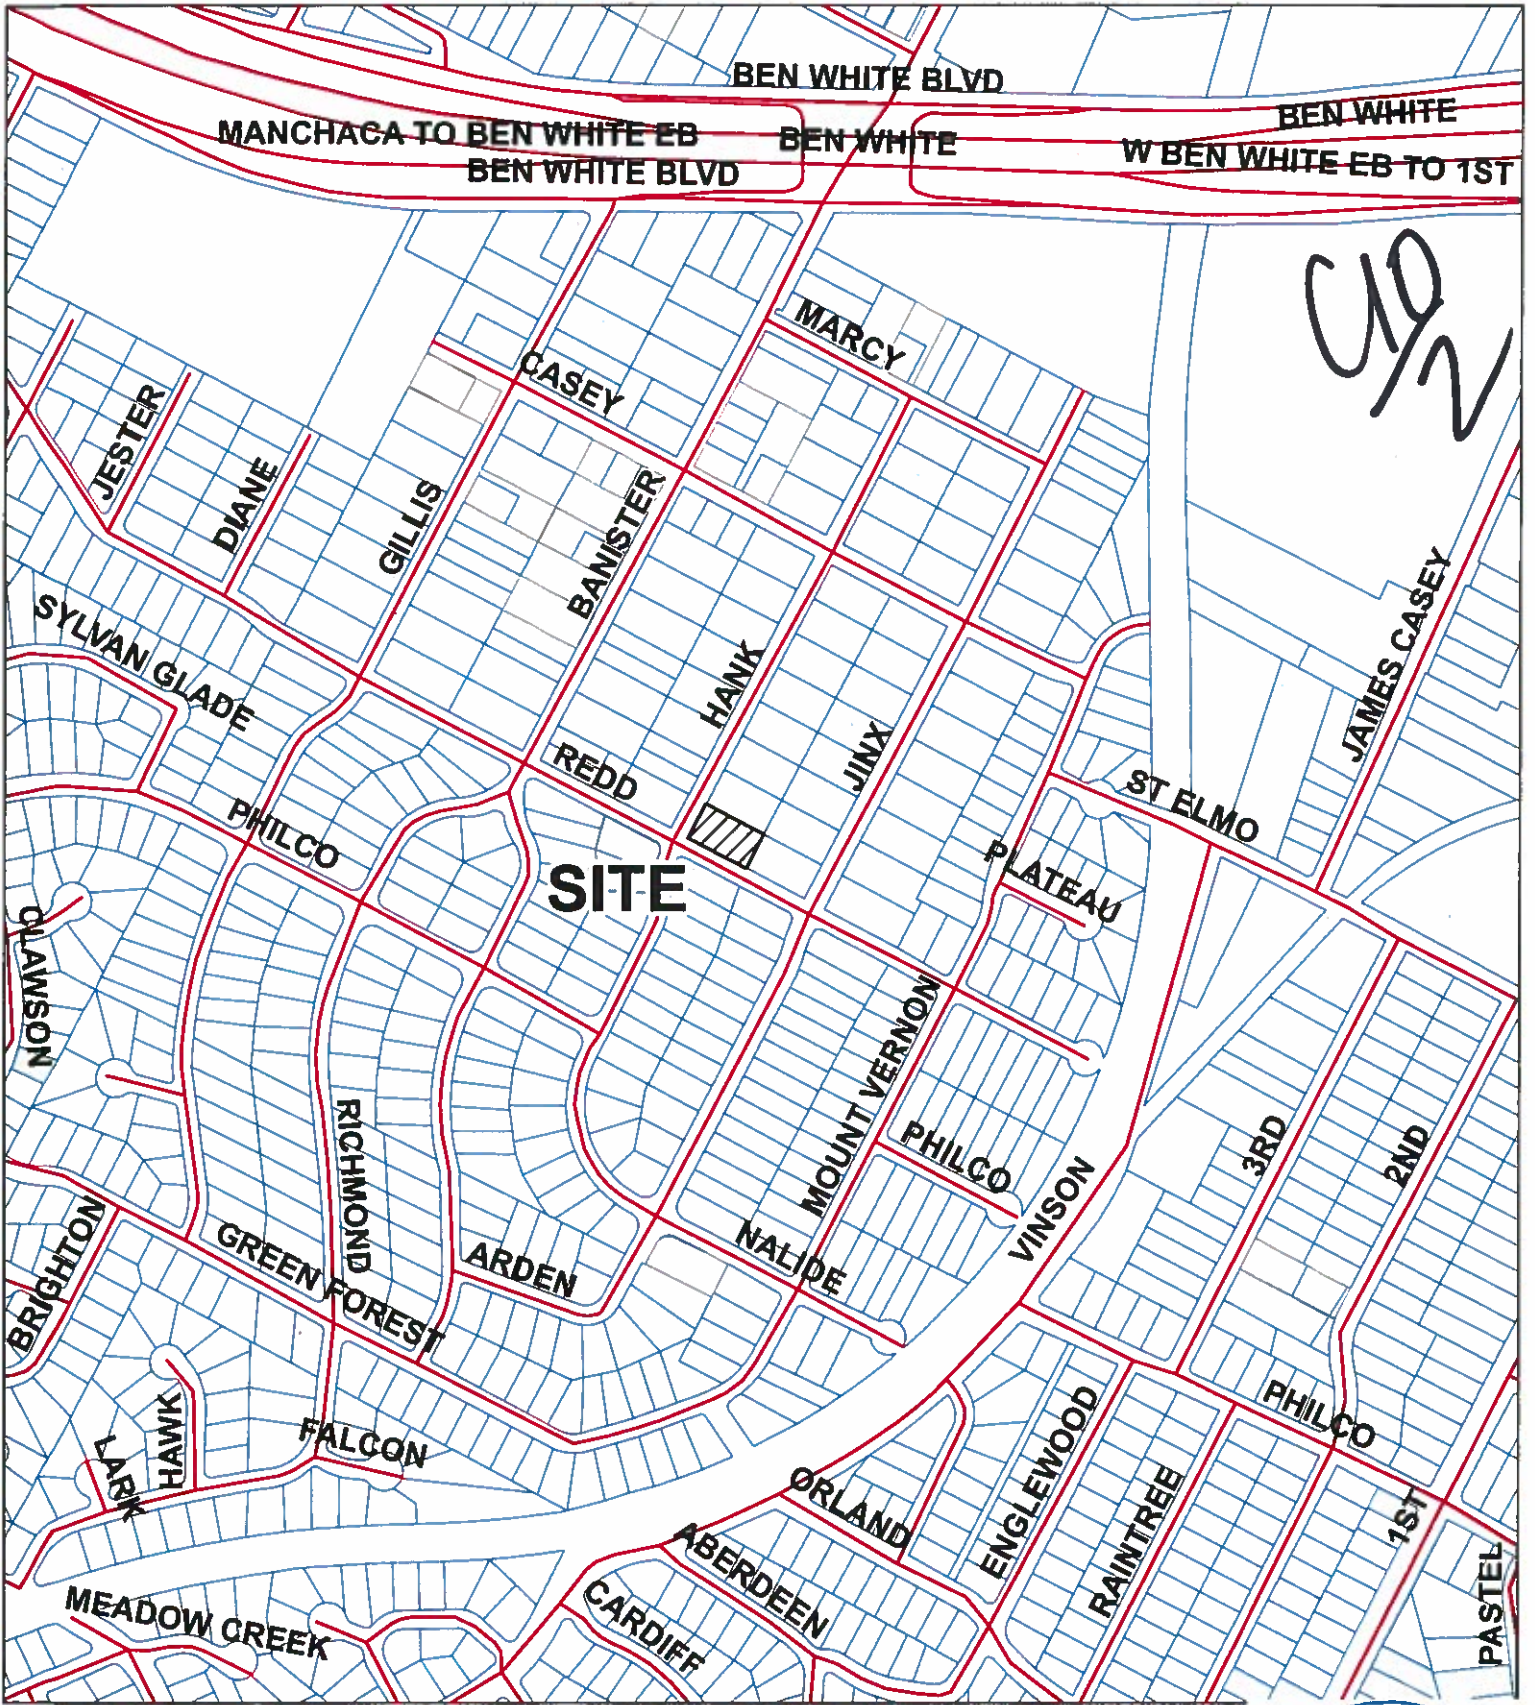 BEN WHITE BLVD
BEN WHITE
MANCHACA TO BEN WHITE EB
BEN WHITE
W BEN WHITE EB TO 1ST
BEN WHITE BLVD
C10/2
MARCY
CASEY
JESTER
DIANE
GILLIS
BANISTER
JAMES CASEY
SYLVAN GLADE
HANK
JINX
REDD
ST ELMO
PHILCO
PLATEAU
SITE
CLAWSON
MOUNT VERNON
RICHMOND
PHILCO
3RD
2ND
VINSON
BRIGHTON
GREEN FOREST
ARDEN
NALIDE
HAWK
FALCON
LARK
PHILCO
ENGLEWOOD
ORLAND
RAINTREE
1ST
ABERDEEN
PASTEL
MEADOW CREEK
CARDIFF